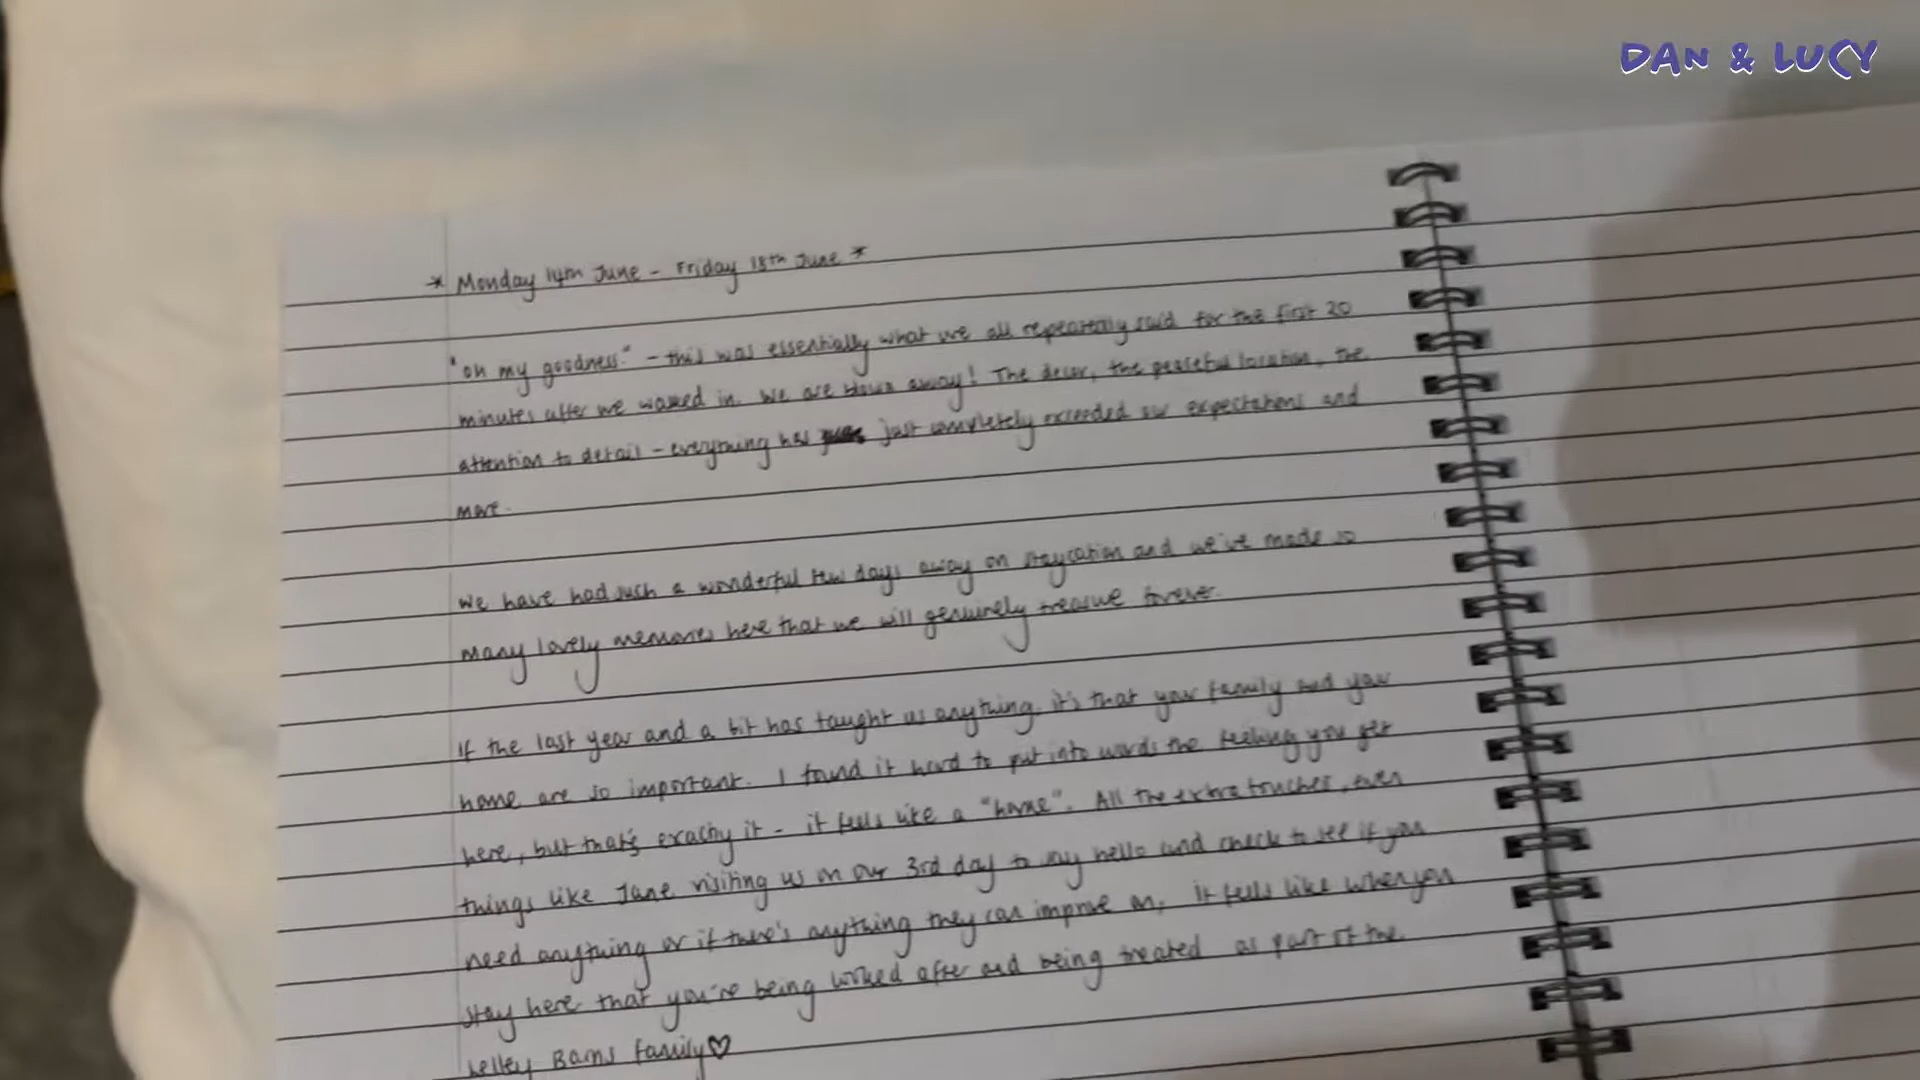 DAN & LUCY
* Monday 14th June - Friday 18th June *
"oh my goodness" - this was essentially what we all repeatedly said for the first 20
minutes after we walked in. We are blown away! The decor, the peaceful location, the
attention to detail - everything has just completely exceeded our expectations and
more.
We have had such a wonderful few days away on staycation and we've made so
many lovely memories here that we will genuinely treasure forever.
If the last year and a bit has taught us anything, it's that your family and your
home are so important. I found it hard to put into words the feeling you get
here, but that's exactly it - it feels like a "home". All the extra touches, even
things like Jane visiting us on our 3rd day to say hello and check to see if you
need anything or if there's anything they can improve on, it feels like when you
stay here that you're being looked after and being treated as part of the
Lelley Barns family♡